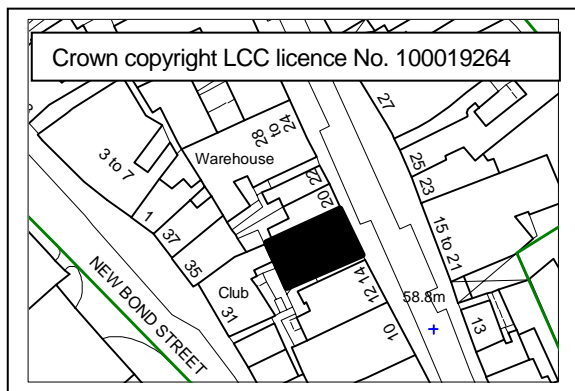 Crown copyright LCC licence No. 100019264
27
24
to
28
3 to 7
Warehouse
25
23
22
20
1
37
35
15 to 21
Club
31
12 14
58.8m
10
13
NEW BOND STREET